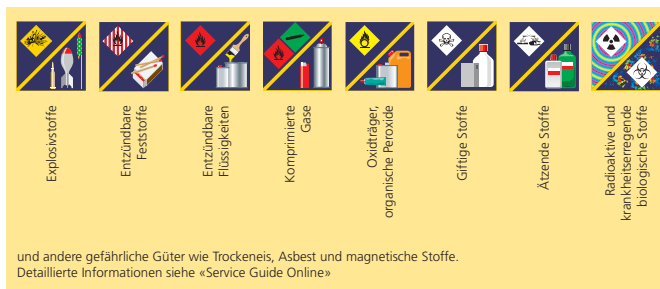 Explosivstoffe
Entzündbare
Feststoffe
Entzündbare
Flüssigkeiten
Komprimierte
Gase
Oxidträger,
organische Peroxide
Giftige Stoffe
Ätzende Stoffe
Radioaktive und
krankheitserregende
biologische Stoffe
und andere gefährliche Güter wie Trockeneis, Asbest und magnetische Stoffe.
Detaillierte Informationen siehe «Service Guide Online»